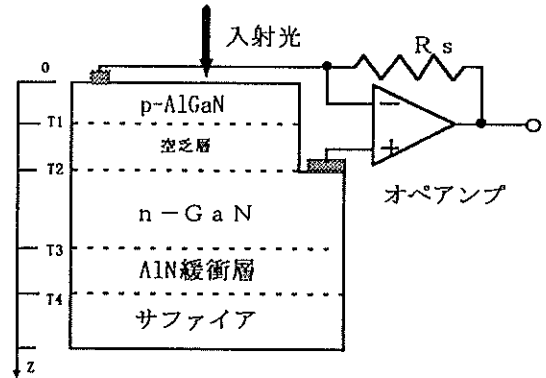 入射光
Rs
0
p-AlGaN
T1
空乏層
T2
n-GaN
T3
AlN緩衝層
T4
サファイア
z
-
+
オペアンプ